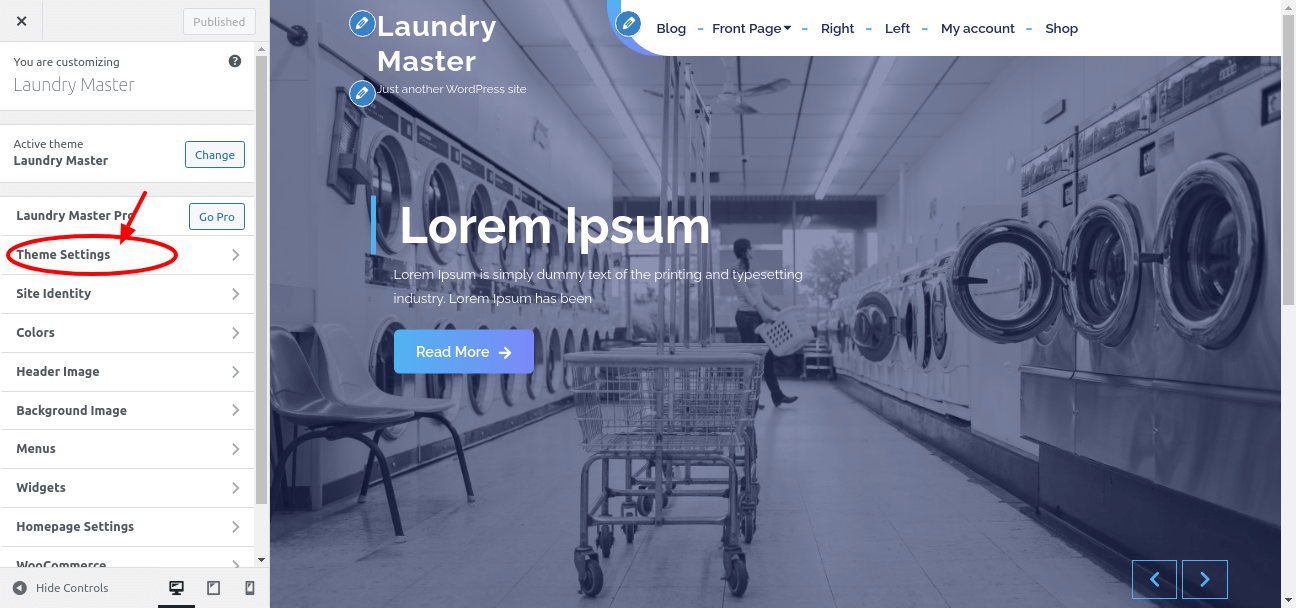 Published
You are customizing
Laundry Master
Active theme
Laundry Master
Change
Laundry Master Pro
Go Pro
Theme Settings
Site Identity
Colors
Header Image
Background Image
Menus
Widgets
Homepage Settings
WooCommerce
Hide Controls
Laundry
Master
Just another WordPress site
Blog - Front Page - Right - Left - My account - Shop
Lorem Ipsum
Lorem Ipsum is simply dummy text of the printing and typesetting
industry. Lorem Ipsum has been
Read More